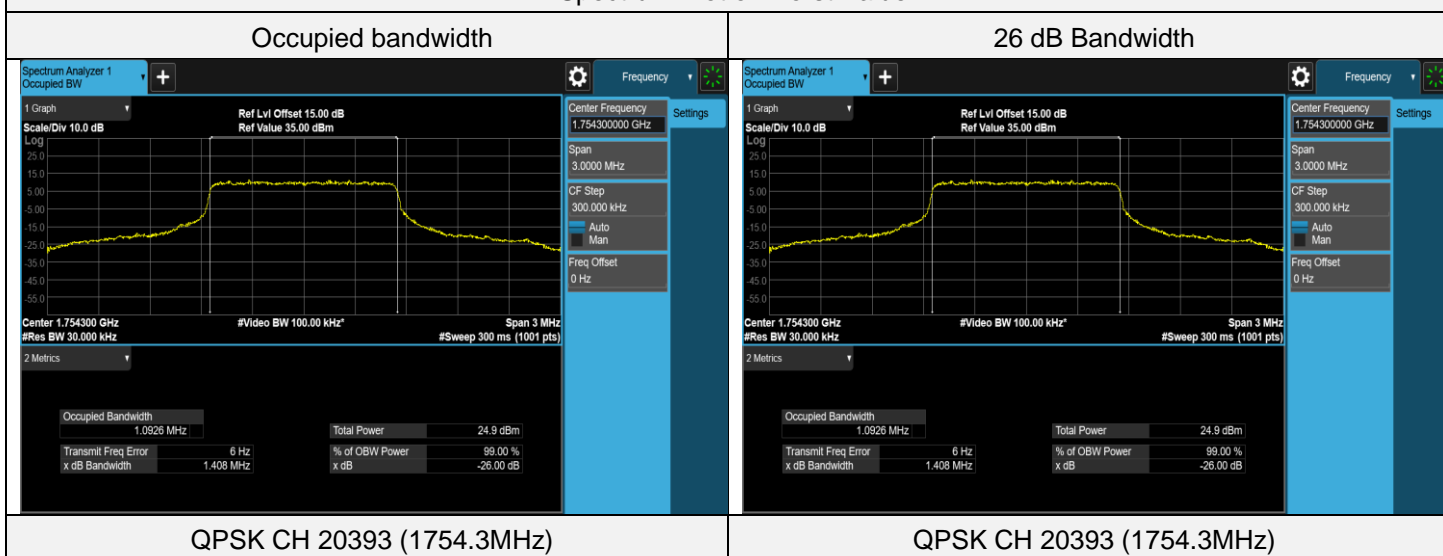 Occupied bandwidth
26 dB Bandwidth
Spectrum Analyzer 1
Occupied BW
+
Frequency
1 Graph
Scale/Div 10.0 dB
Ref Lvl Offset 15.00 dB
Ref Value 35.00 dBm
Log
25.0
15.0
5.00
-5.00
-15.0
-25.0
-35.0
-45.0
-55.0
Center 1.754300 GHz
#Res BW 30.000 kHz
#Video BW 100.00 kHz*
Span 3 MHz
#Sweep 300 ms (1001 pts)
Center Frequency
1.754300000 GHz
Settings
Span
3.0000 MHz
CF Step
300.000 kHz
Auto
Man
Freq Offset
0 Hz
2 Metrics
Occupied Bandwidth
1.0926 MHz
Total Power 24.9 dBm
Transmit Freq Error 6 Hz
% of OBW Power 99.00 %
x dB Bandwidth 1.408 MHz
x dB -26.00 dB
Spectrum Analyzer 1
Occupied BW
+
Frequency
1 Graph
Scale/Div 10.0 dB
Ref Lvl Offset 15.00 dB
Ref Value 35.00 dBm
Log
25.0
15.0
5.00
-5.00
-15.0
-25.0
-35.0
-45.0
-55.0
Center 1.754300 GHz
#Res BW 30.000 kHz
#Video BW 100.00 kHz*
Span 3 MHz
#Sweep 300 ms (1001 pts)
Center Frequency
1.754300000 GHz
Settings
Span
3.0000 MHz
CF Step
300.000 kHz
Auto
Man
Freq Offset
0 Hz
2 Metrics
Occupied Bandwidth
1.0926 MHz
Total Power 24.9 dBm
Transmit Freq Error 6 Hz
% of OBW Power 99.00 %
x dB Bandwidth 1.408 MHz
x dB -26.00 dB
QPSK CH 20393 (1754.3MHz)
QPSK CH 20393 (1754.3MHz)